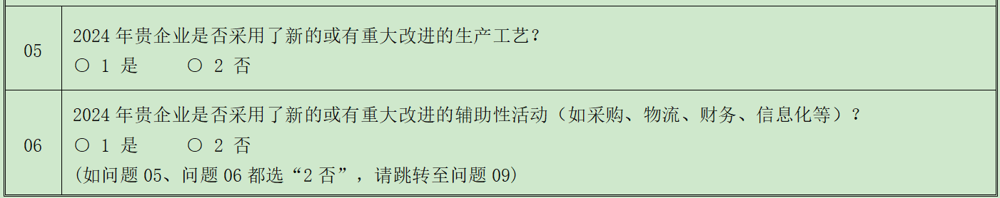 05
2024 年贵企业是否采用了新的或有重大改进的生产工艺？
○ 1 是 ○ 2 否
06
2024 年贵企业是否采用了新的或有重大改进的辅助性活动（如采购、物流、财务、信息化等）？
○ 1 是 ○ 2 否
(如问题 05、问题 06 都选“2 否”，请跳转至问题 09)